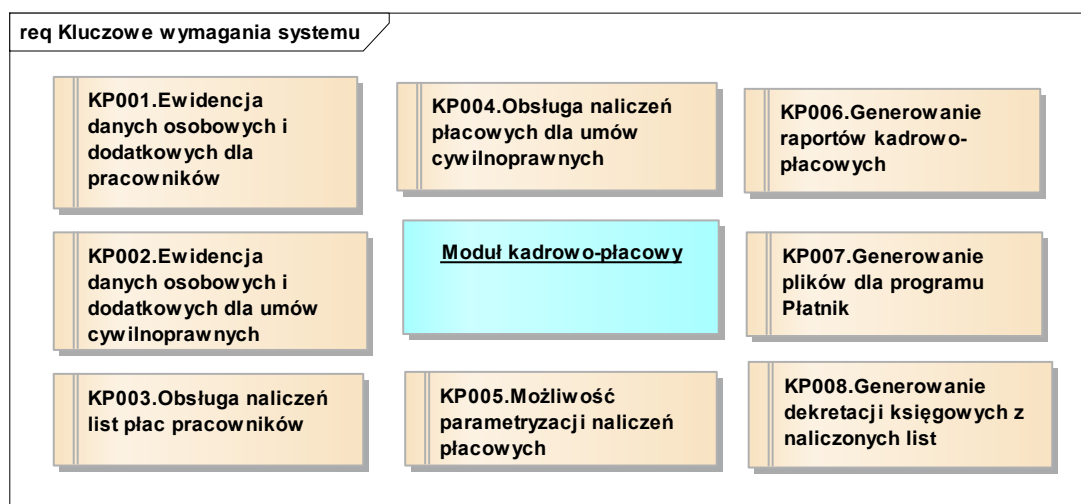 req Kluczowe wymagania systemu
KP001.Ewidencja
danych osobowych i
dodatkowych dla
pracowników
KP004.Obsługa naliczeń
płacowych dla umów
cywilnoprawnych
KP006.Generowanie
raportów kadrowo-
płacowych
KP002.Ewidencja
danych osobowych i
dodatkowych dla umów
cywilnoprawnych
Moduł kadrowo-płacowy
KP007.Generowanie
plików dla programu
Płatnik
KP003.Obsługa naliczeń
list płac pracowników
KP005.Możliwość
parametryzacji naliczeń
płacowych
KP008.Generowanie
dekretacji księgowych z
naliczonych list